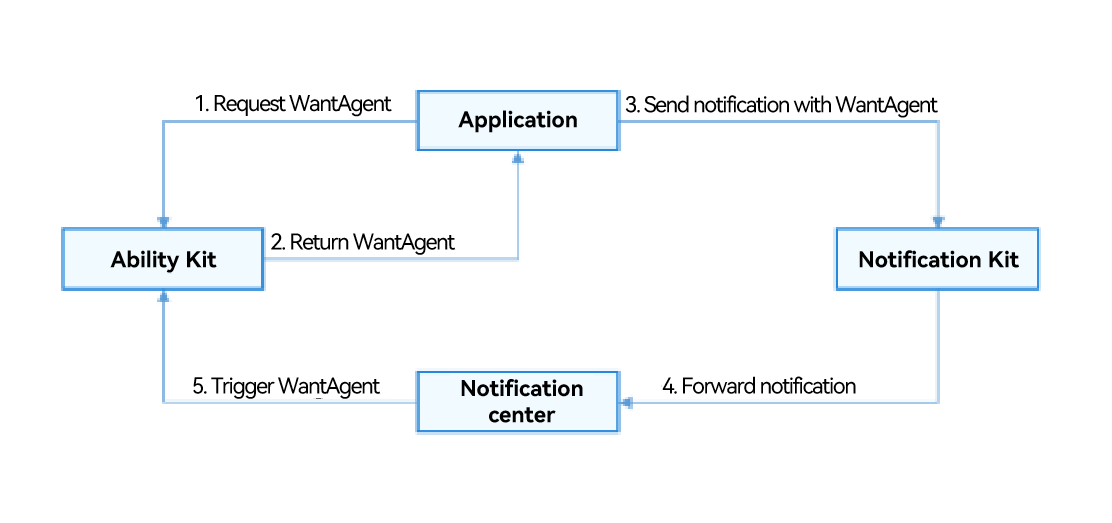 1. Request WantAgent
Application
3. Send notification with WantAgent
Ability Kit
2. Return WantAgent
Notification Kit
5. Trigger WantAgent
Notification
center
4. Forward notification